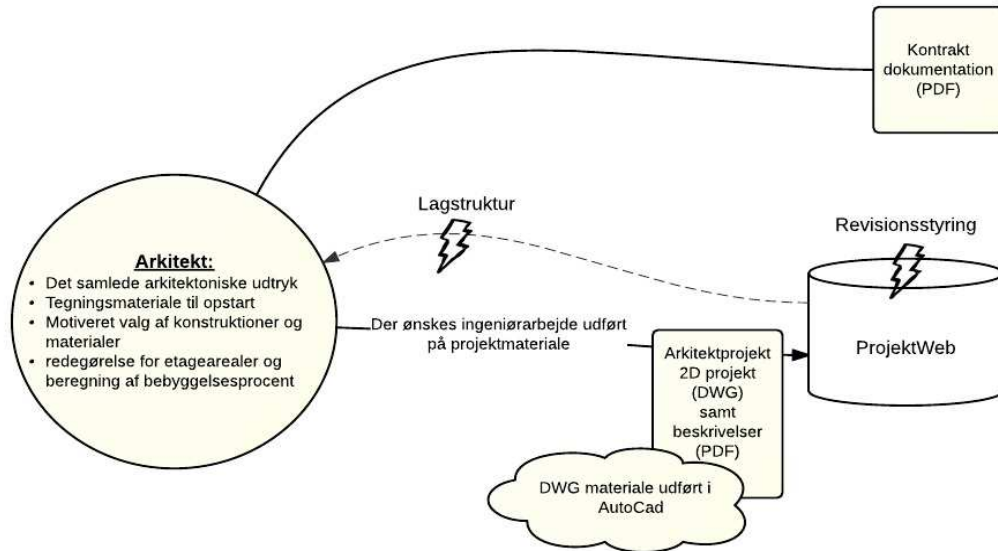 Kontrakt
dokumentation
(PDF)
Lagstruktur
Revisionsstyring
Arkitekt:
• Det samlede arkitektoniske udtryk
• Tegningsmateriale til opstart
• Motiveret valg af konstruktioner og
materialer
• redegørelse for etagearealer og
beregning af bebyggelsesprocent
Der ønskes ingeniørarbejde udført
på projektmateriale
Arkitektprojekt
2D projekt
(DWG)
samt
beskrivelser
(PDF)
ProjektWeb
DWG materiale udført i
AutoCad